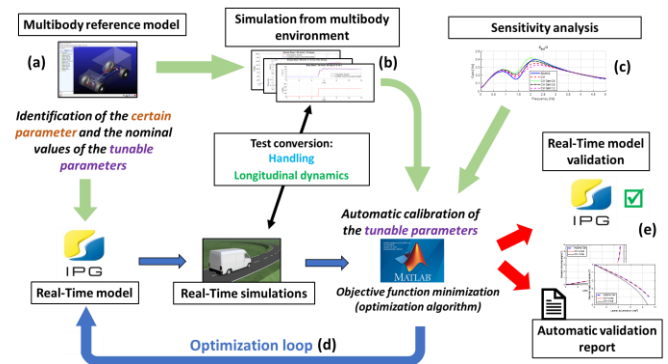 Multibody reference model
(a)
Identification of the certain
parameter and the nominal
values of the tunable
parameters
Simulation from multibody
environment
(b)
Sensitivity analysis
(c)
Test conversion:
Handling
Longitudinal dynamics
Real-Time model
validation
IPG
(e)
Automatic calibration of
the tunable parameters
MATLAB
Objective function minimization
(optimization algorithm)
IPG
Real-Time model
Real-Time simulations
Automatic validation
report
Optimization loop (d)